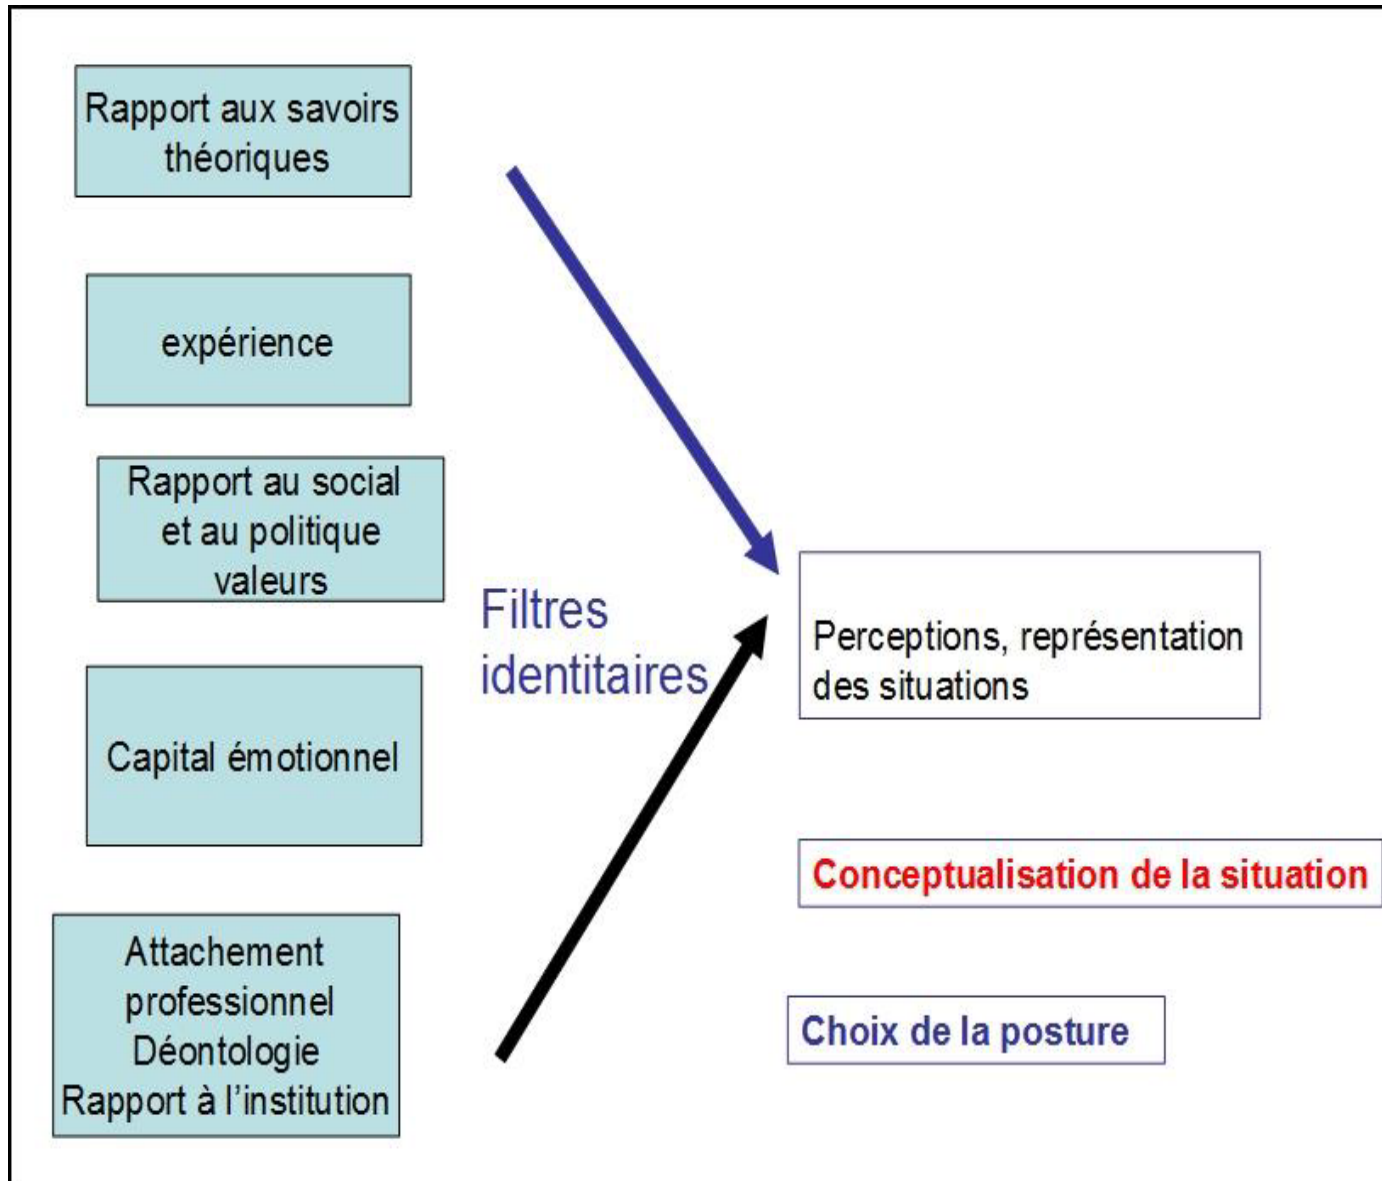 Rapport aux savoirs
théoriques
expérience
Rapport au social
et au politique
valeurs
Capital émotionnel
Attachement
professionnel
Déontologie
Rapport à l'institution
Filtres
identitaires
Perceptions, représentation
des situations
Conceptualisation de la situation
Choix de la posture